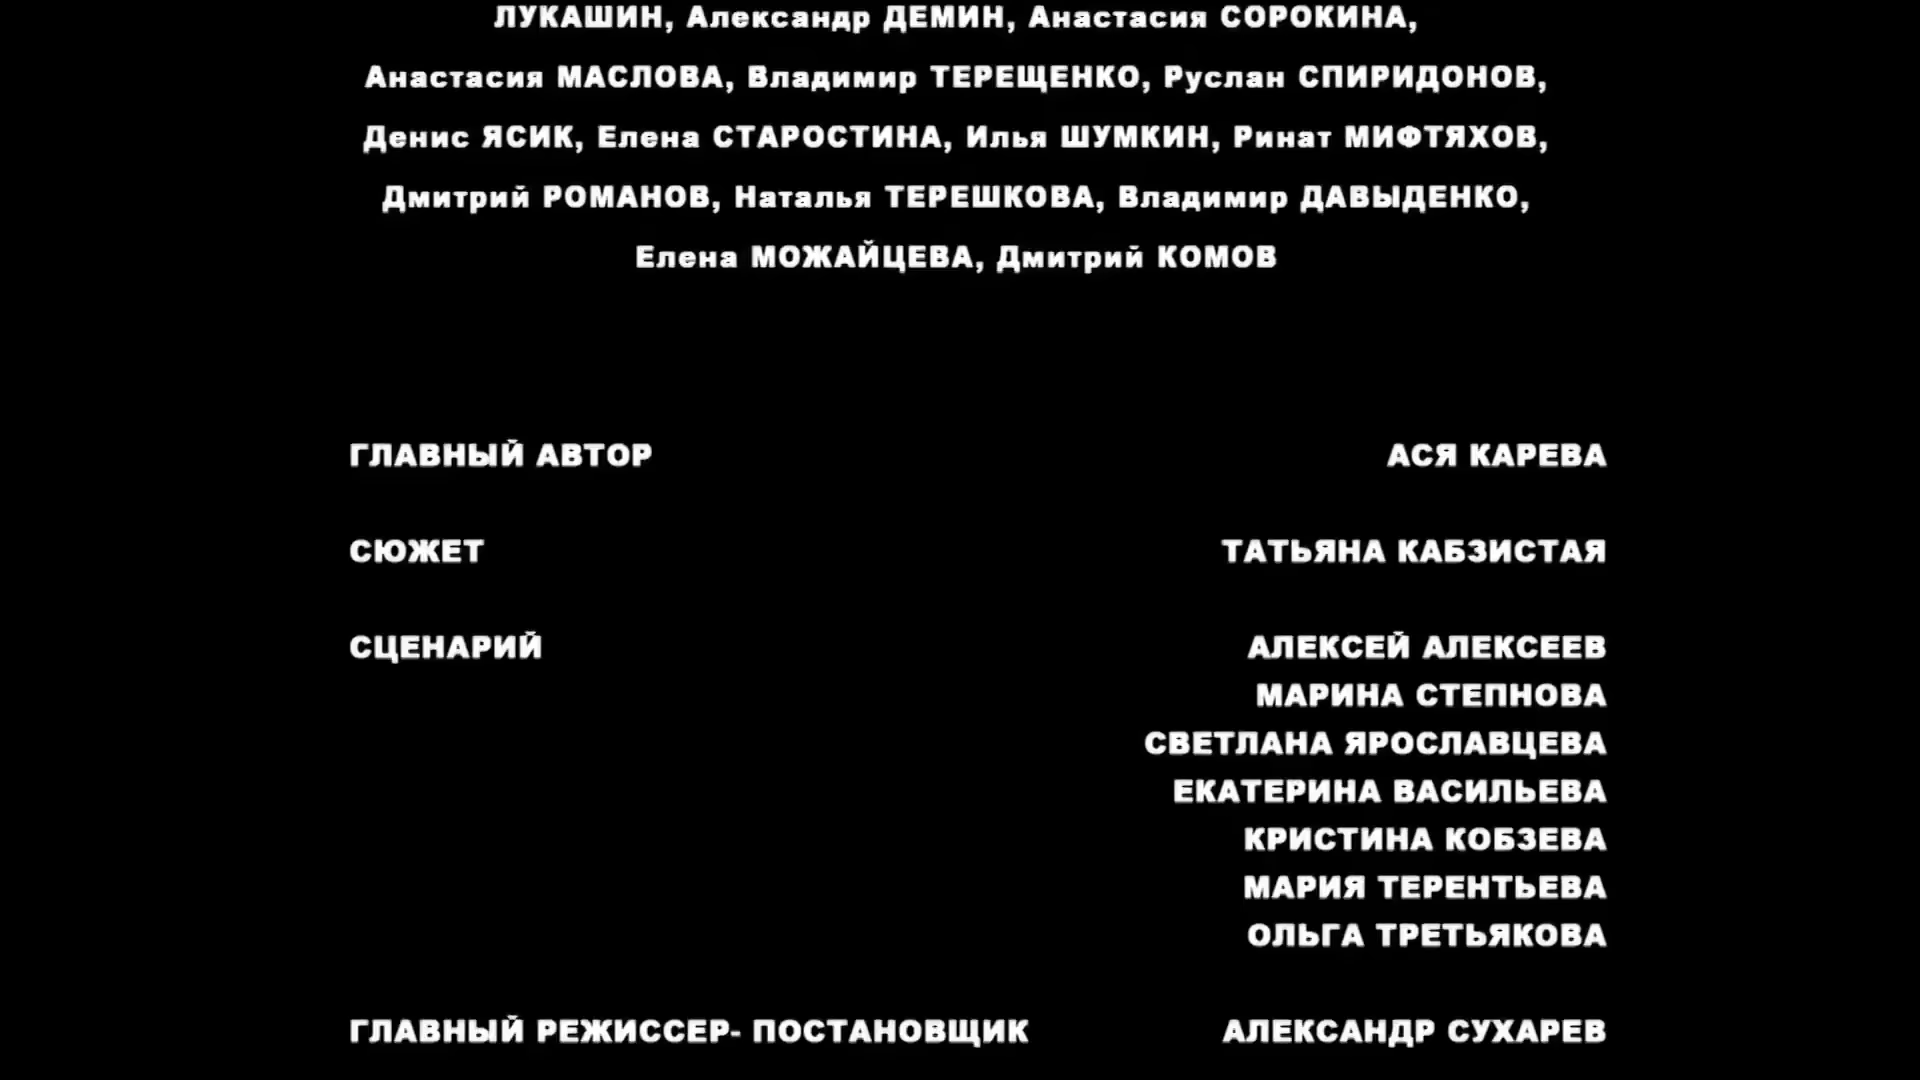 ЛУКАШИН, Александр ДЕМИН, Анастасия СОРОКИНА,
Анастасия МАСЛОВА, Владимир ТЕРЕЩЕНКО, Руслан СПИРИДОНОВ,
Денис ЯСИК, Елена СТАРОСТИНА, Илья ШУМКИН, Ринат МИФТЯХОВ,
Дмитрий РОМАНОВ, Наталья ТЕРЕШКОВА, Владимир ДАВЫДЕНКО,
Елена МОЖАЙЦЕВА, Дмитрий КОМОВ
ГЛАВНЫЙ АВТОР АСЯ КАРЕВА
СЮЖЕТ ТАТЬЯНА КАБЗИСТАЯ
СЦЕНАРИЙ АЛЕКСЕЙ АЛЕКСЕЕВ
МАРИНА СТЕПНОВА
СВЕТЛАНА ЯРОСЛАВЦЕВА
ЕКАТЕРИНА ВАСИЛЬЕВА
КРИСТИНА КОБЗЕВА
МАРИЯ ТЕРЕНТЬЕВА
ОЛЬГА ТРЕТЬЯКОВА
ГЛАВНЫЙ РЕЖИССЕР- ПОСТАНОВЩИК АЛЕКСАНДР СУХАРЕВ